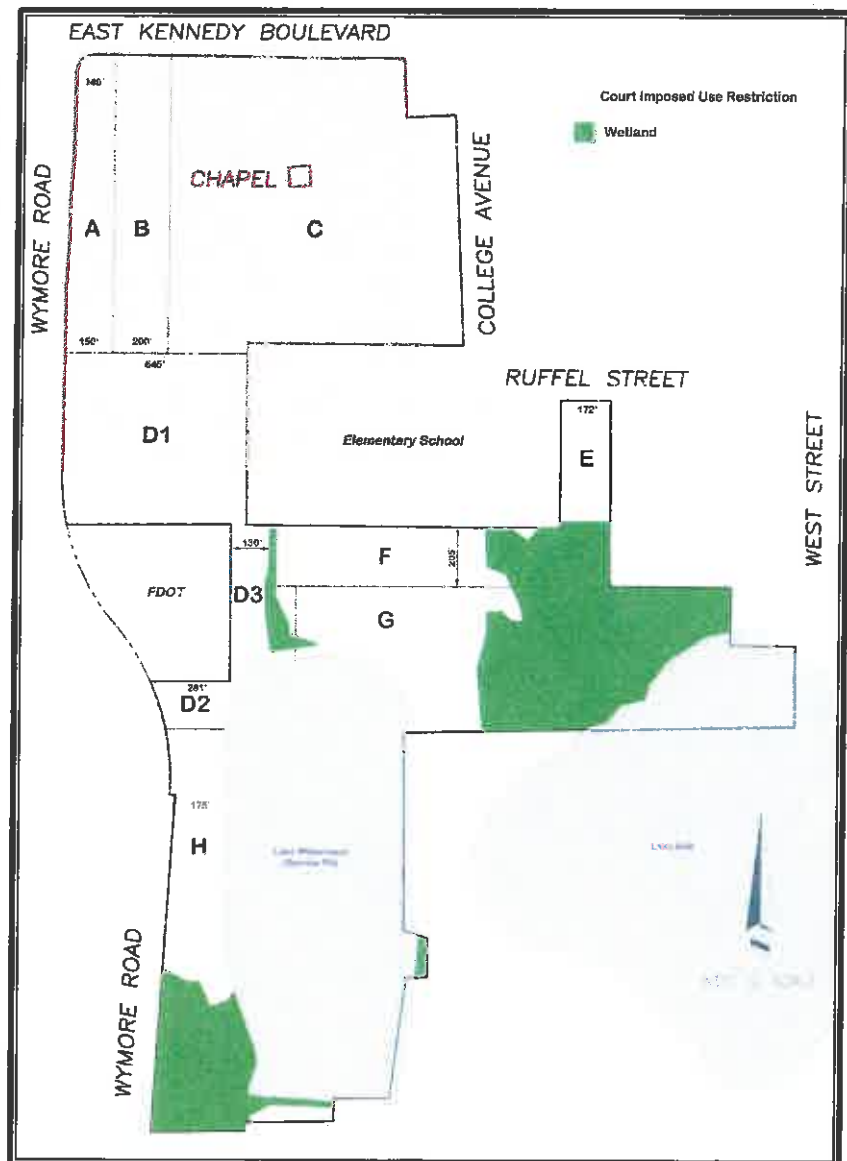 EAST KENNEDY BOULEVARD
Court Imposed Use Restriction
Wetland
CHAPEL
WYMORE ROAD
A
B
C
COLLEGE AVENUE
150'
200'
645'
RUFFEL STREET
172'
D1
Elementary School
E
WEST STREET
130'
F
205'
FDOT
D3
G
281'
D2
175'
H
WYMORE ROAD